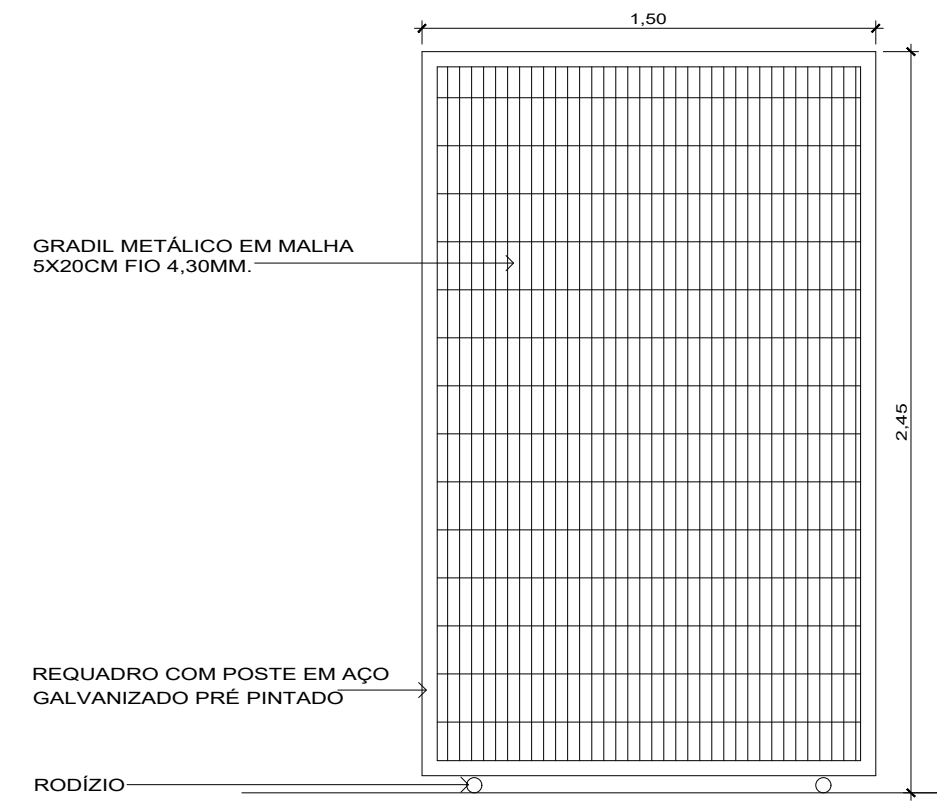 1,50
GRADIL METÁLICO EM MALHA
5X20CM FIO 4,30MM.
2,45
REQUADRO COM POSTE EM AÇO
GALVANIZADO PRÉ PINTADO
RODÍZIO